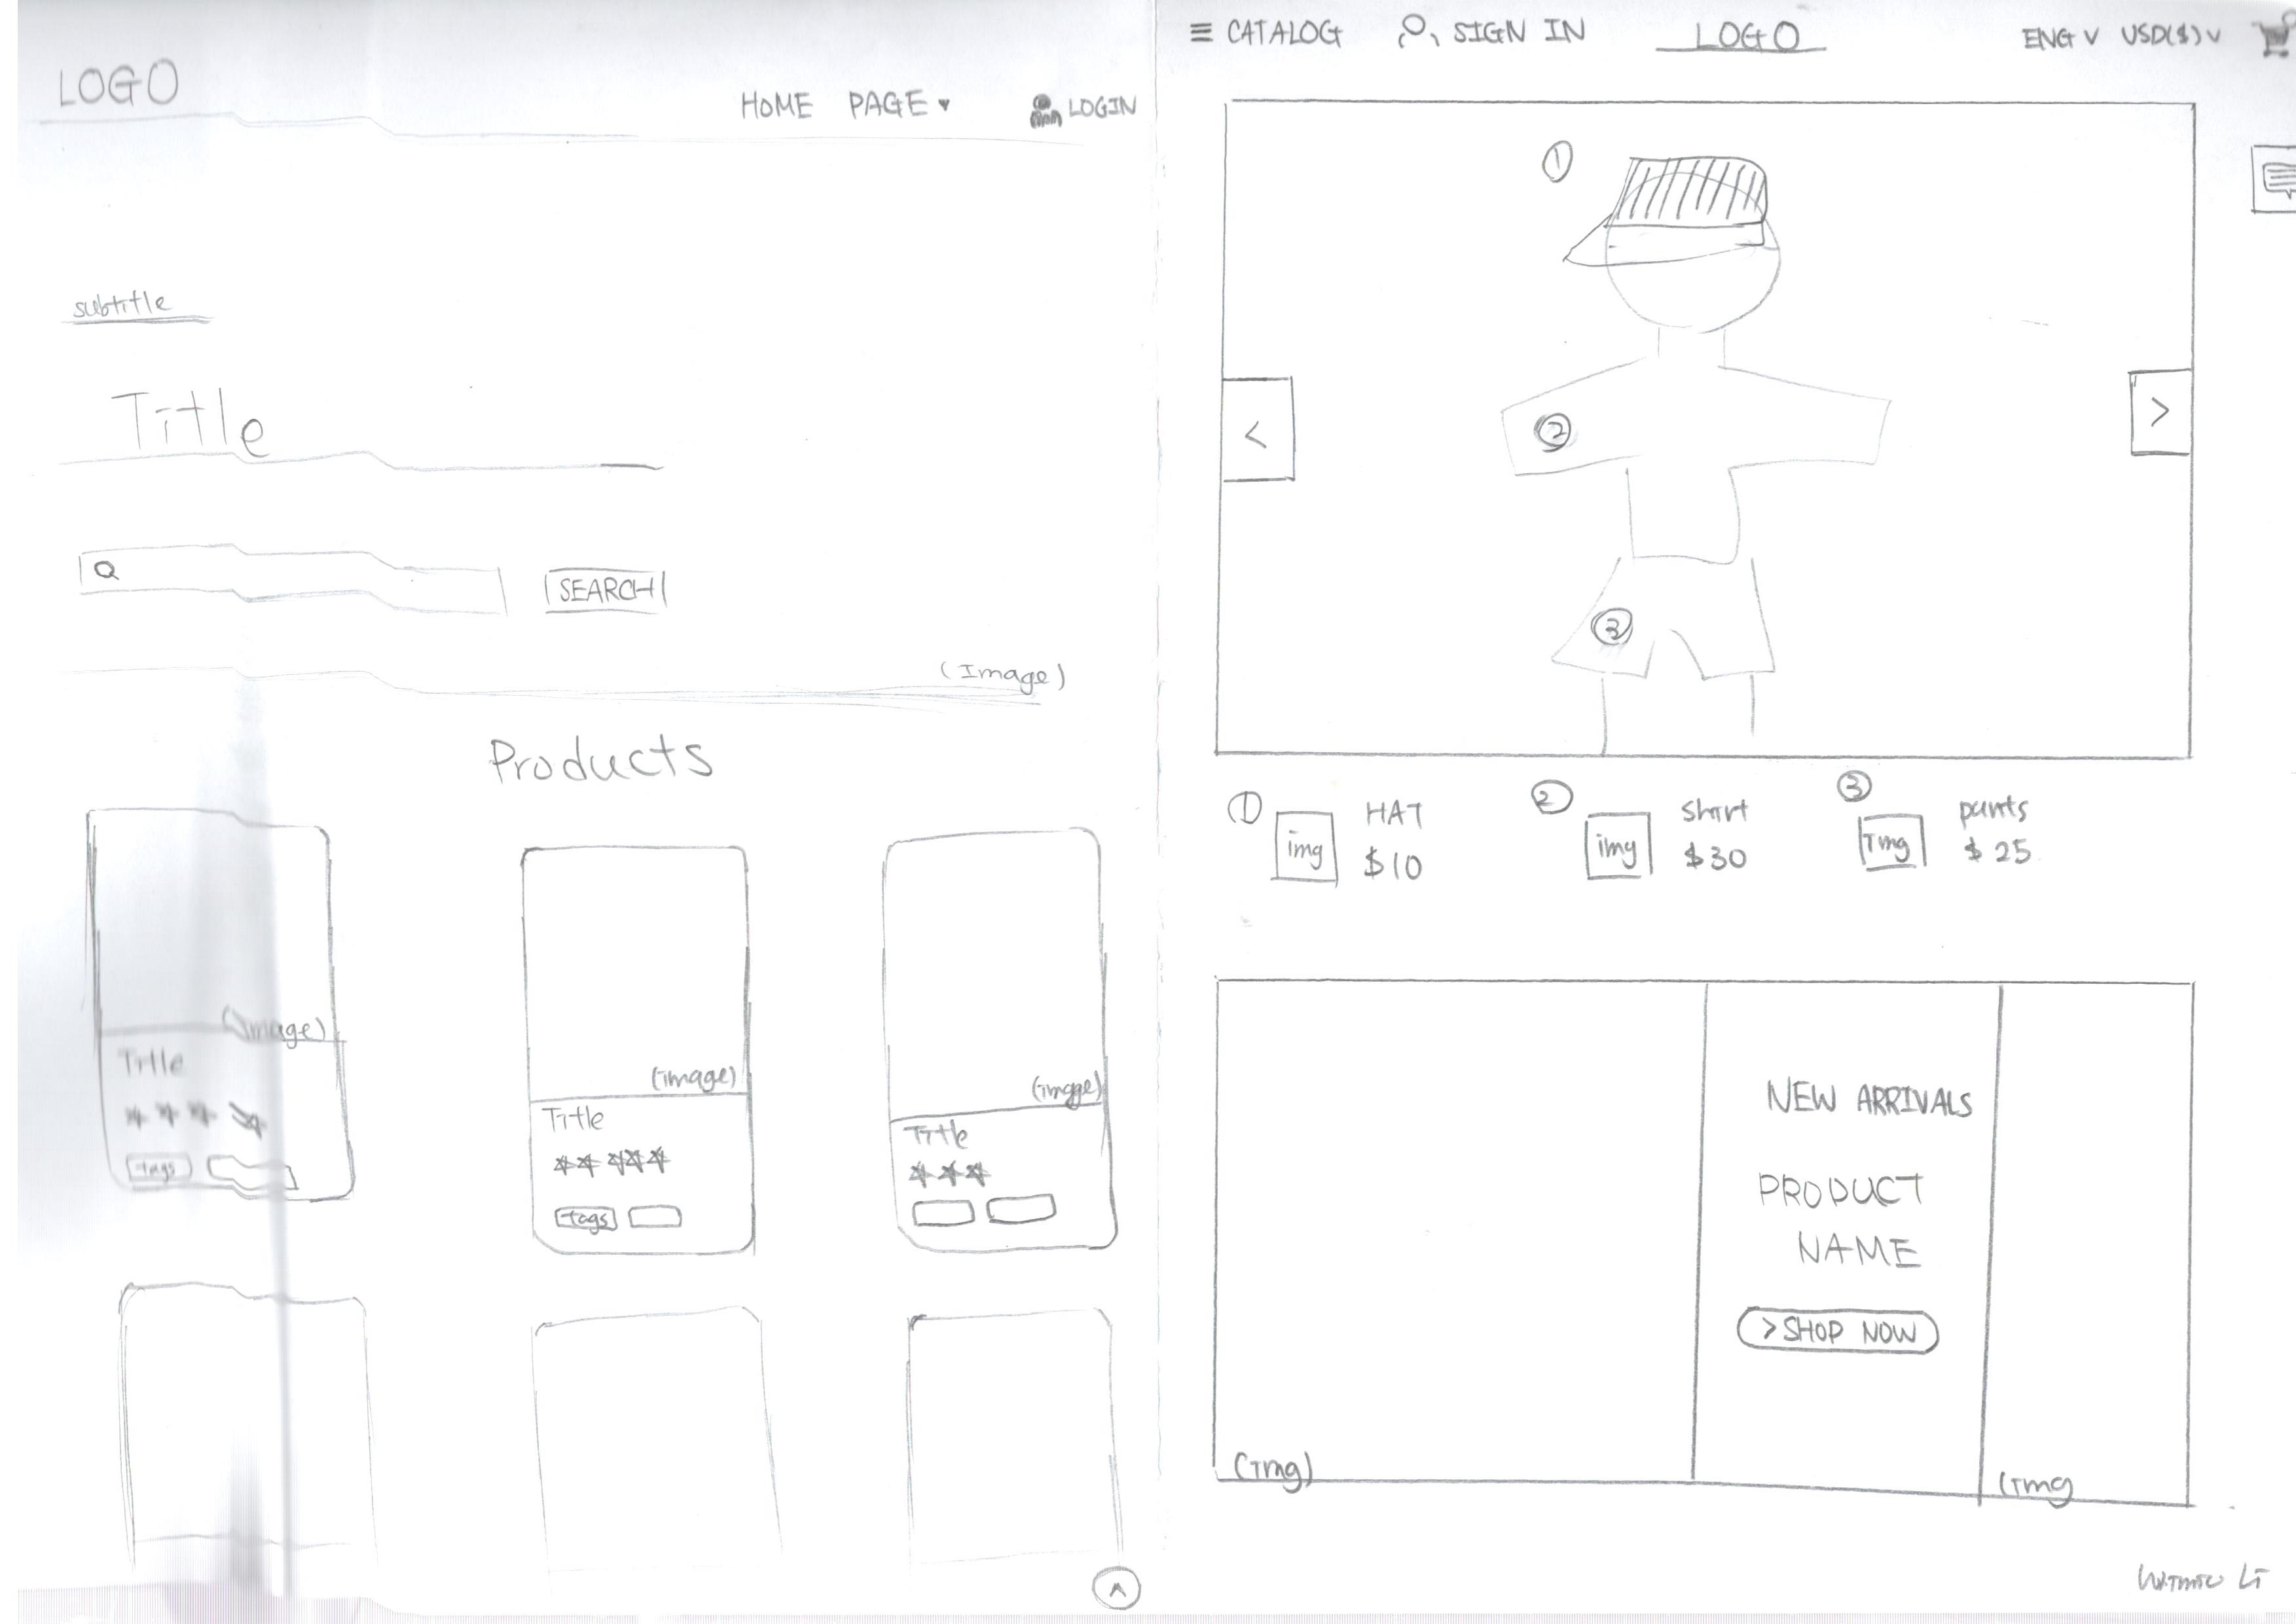 LOGO
HOME PAGE LOGIN
subtitle
Title
SEARCH
(Image)
Products
(Image)
Title
tags
(image)
Title
tags
(image)
Title
^
≡ CATALOG SIGN IN LOGO ENG v USD($) v
①
②
③
<
>
① img HAT $10
② img shirt $30
③ Img pants $25
NEW ARRIVALS
PRODUCT
NAME
> SHOP NOW
(Img)
(Img